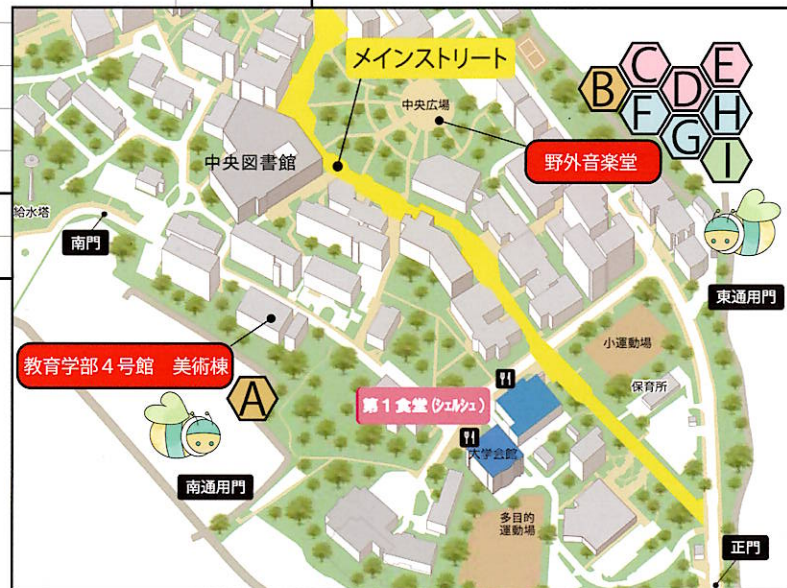 メインストリート
中央広場
B
C
D
E
F
G
H
I
野外音楽堂
中央図書館
給水塔
南門
東通用門
小運動場
保育所
教育学部4号館 美術棟
A
第1食堂(シェルシュ)
大学会館
南通用門
多目的
運動場
正門